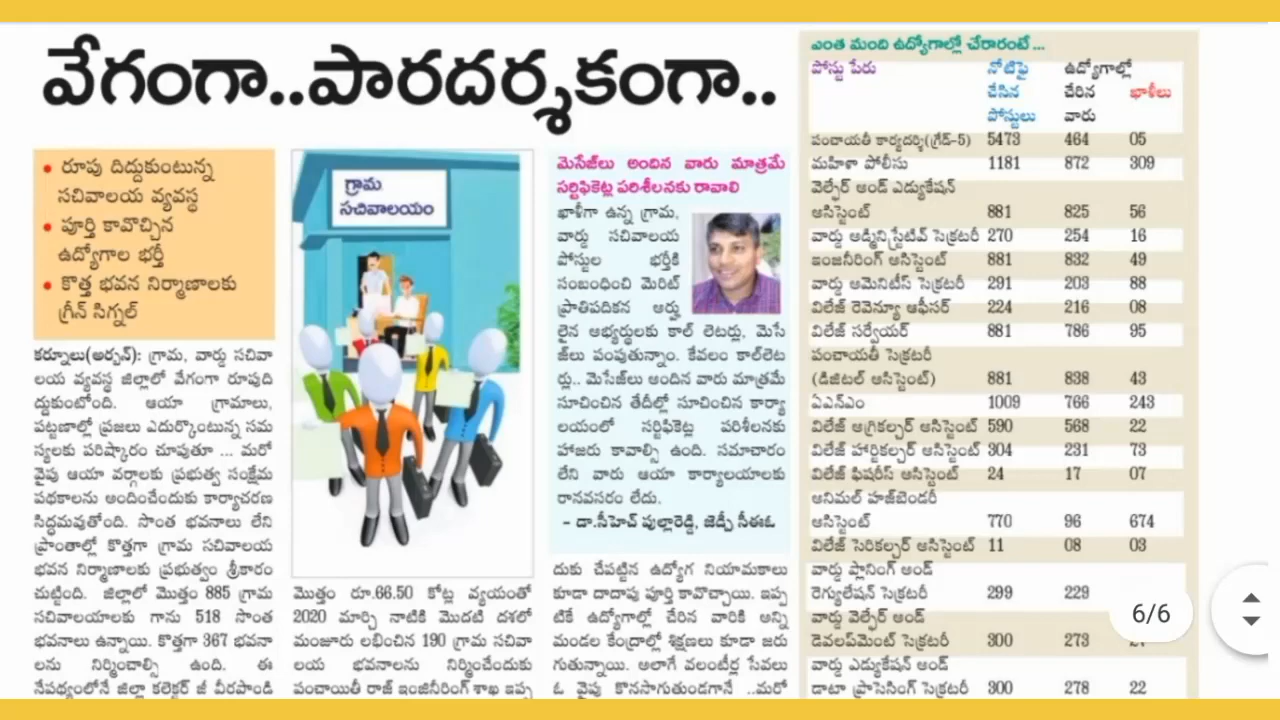 వేగంగా..పారదర్శకంగా..
• రూపు దిద్దుకుంటున్న
సచివాలయ వ్యవస్థ
• పూర్తి కావొచ్చిన
ఉద్యోగాల భర్తీ
• కొత్త భవన నిర్మాణాలకు
గ్రీన్ సిగ్నల్
కర్నూలు(అర్బన్): గ్రామ, వార్డు సచివా
లయ వ్యవస్థ జిల్లాలో వేగంగా రూపుది
ద్దుకుంటోంది. ఆయా గ్రామాలు,
పట్టణాల్లో ప్రజలు ఎదుర్కొంటున్న సమ
స్యలకు పరిష్కారం చూపుతూ ... మరో
వైపు ఆయా వర్గాలకు ప్రభుత్వ సంక్షేమ
పథకాలను అందించేందుకు కార్యాచరణ
సిద్ధమవుతోంది. సొంత భవనాలు లేని
ప్రాంతాల్లో కొత్తగా గ్రామ సచివాలయ
భవన నిర్మాణాలకు ప్రభుత్వం శ్రీకారం
చుట్టింది. జిల్లాలో మొత్తం 885 గ్రామ
సచివాలయాలకు గాను 518 సొంత
భవనాలు ఉన్నాయి. కొత్తగా 367 భవనా
లను నిర్మించాల్సి ఉంది. ఈ
నేపథ్యంలోనే జిల్లా కలెక్టర్ జీ వీరపాండి
గ్రామ
సచివాలయం
మొత్తం రూ.66.50 కోట్ల వ్యయంతో
2020 మార్చి నాటికి మొదటి దశలో
మంజూరు లభించిన 190 గ్రామ సచివా
లయ భవనాలను నిర్మించేందుకు
పంచాయితీ రాజ్ ఇంజినీరింగ్ శాఖ ఇప్ప
మెసేజ్‌లు అందిన వారు మాత్రమే
సర్టిఫికెట్ల పరిశీలనకు రావాలి
ఖాళీగా ఉన్న గ్రామ,
వార్డు సచివాలయ
పోస్టుల భర్తీకి
సంబంధించి మెరిట్
ప్రాతిపదికన అర్హు
లైన అభ్యర్థులకు కాల్ లెటర్లు, మెసే
జ్‌లు పంపుతున్నాం. కేవలం కాల్‌లెట
ర్లు.. మెసేజ్‌లు అందిన వారు మాత్రమే
సూచించిన తేదీల్లో సూచించిన కార్యా
లయంలో సర్టిఫికెట్ల పరిశీలనకు
హాజరు కావాల్సి ఉంది. సమాచారం
లేని వారు ఆయా కార్యాలయాలకు
రానవసరం లేదు.
- డా.సీహెచ్ పుల్లారెడ్డి, జెడ్పీ సీఈఓ
దుకు చేపట్టిన ఉద్యోగ నియామకాలు
కూడా దాదాపు పూర్తి కావొచ్చాయి. ఇప్ప
టికే ఉద్యోగాల్లో చేరిన వారికి అన్ని
మండల కేంద్రాల్లో శిక్షణలు కూడా జరు
గుతున్నాయి. అలాగే వలంటీర్ల సేవలు
ఓ వైపు కొనసాగుతుండగానే ..మరో
ఎంత మంది ఉద్యోగాల్లో చేరారంటే ...
పోస్టు పేరు నోటిఫై ఉద్యోగాల్లో
చేసిన చేరిన ఖాళీలు
పోస్టులు వారు
పంచాయతీ కార్యదర్శి(గ్రేడ్-5) 5473 464 05
మహిళా పోలీసు 1181 872 309
వెల్ఫేర్ అండ్ ఎడ్యుకేషన్
అసిస్టెంట్ 881 825 56
వార్డు అడ్మినిస్ట్రేటివ్ సెక్రటరీ 270 254 16
ఇంజనీరింగ్ అసిస్టెంట్ 881 832 49
వార్డు అమెనిటీస్ సెక్రటరీ 291 203 88
విలేజ్ రెవెన్యూ ఆఫీసర్ 224 216 08
విలేజ్ సర్వేయర్ 881 786 95
పంచాయతీ సెక్రటరీ
(డిజిటల్ అసిస్టెంట్) 881 838 43
ఏఎన్ఎం 1009 766 243
విలేజ్ అగ్రికల్చర్ అసిస్టెంట్ 590 568 22
విలేజ్ హార్టికల్చర్ అసిస్టెంట్ 304 231 73
విలేజ్ ఫిషరీస్ అసిస్టెంట్ 24 17 07
అనిమల్ హజ్‌బెండరీ
అసిస్టెంట్ 770 96 674
విలేజ్ సెరికల్చర్ అసిస్టెంట్ 11 08 03
వార్డు ప్లానింగ్ అండ్
రెగ్యులేషన్ సెక్రటరీ 299 229
వార్డు వెల్ఫేర్ అండ్
డెవలప్‌మెంట్ సెక్రటరీ 300 273
వార్డు ఎడ్యుకేషన్ అండ్
డాటా ప్రాసెసింగ్ సెక్రటరీ 300 278 22
6/6